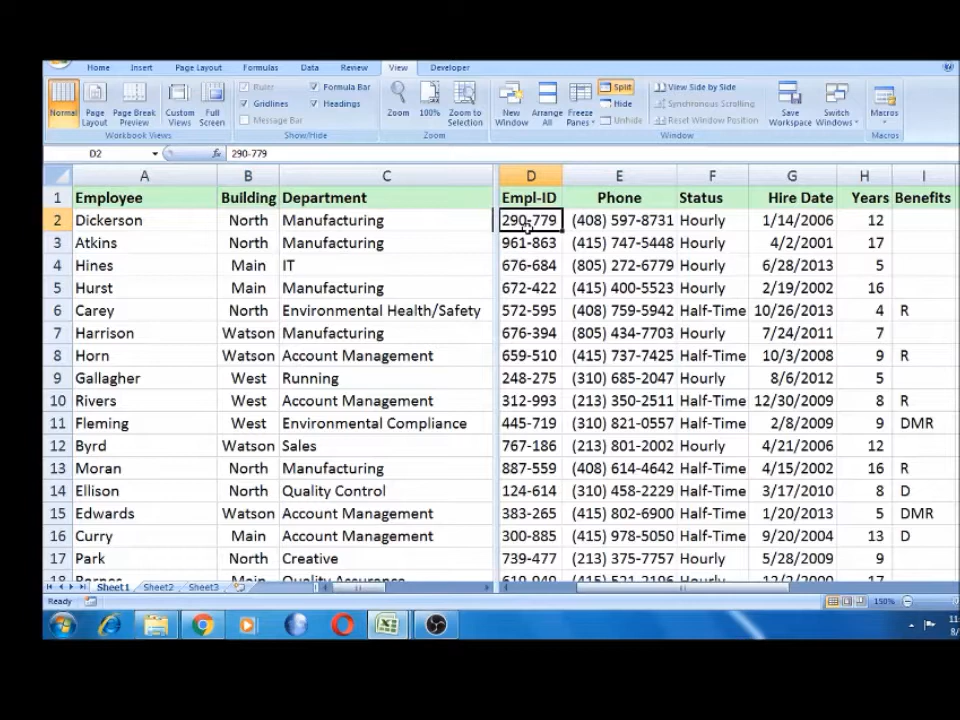 Home Insert Page Layout Formulas Data Review View Developer
Ruler Formula Bar Split View Side by Side
Gridlines Headings Hide Synchronous Scrolling
Message Bar Unhide Reset Window Position
Normal Page Layout Page Break Preview Custom Views Full Screen Zoom 100% Zoom to Selection New Window Arrange All Freeze Panes Save Workspace Switch Windows Macros
Workbook Views Show/Hide Zoom Window Macros
D2 fx 290-779
A B C D E F G H I
1 Employee Building Department Empl-ID Phone Status Hire Date Years Benefits
2 Dickerson North Manufacturing 290-779 (408) 597-8731 Hourly 1/14/2006 12
3 Atkins North Manufacturing 961-863 (415) 747-5448 Hourly 4/2/2001 17
4 Hines Main IT 676-684 (805) 272-6779 Hourly 6/28/2013 5
5 Hurst Main Manufacturing 672-422 (415) 400-5523 Hourly 2/19/2002 16
6 Carey North Environmental Health/Safety 572-595 (408) 759-5942 Half-Time 10/26/2013 4 R
7 Harrison Watson Manufacturing 676-394 (805) 434-7703 Hourly 7/24/2011 7
8 Horn Watson Account Management 659-510 (415) 737-7425 Half-Time 10/3/2008 9 R
9 Gallagher West Running 248-275 (310) 685-2047 Hourly 8/6/2012 5
10 Rivers West Account Management 312-993 (213) 350-2511 Half-Time 12/30/2009 8 R
11 Fleming West Environmental Compliance 445-719 (310) 821-0557 Half-Time 2/8/2009 9 DMR
12 Byrd Watson Sales 767-186 (213) 801-2002 Hourly 4/21/2006 12
13 Moran North Manufacturing 887-559 (408) 614-4642 Half-Time 4/15/2002 16 R
14 Ellison North Quality Control 124-614 (310) 458-2229 Half-Time 3/17/2010 8 D
15 Edwards Watson Account Management 383-265 (415) 802-6900 Half-Time 1/20/2013 5 DMR
16 Curry Main Account Management 300-885 (415) 978-5050 Half-Time 9/20/2004 13 D
17 Park North Creative 739-477 (213) 375-7757 Hourly 5/28/2009 9
Sheet1 Sheet2 Sheet3
Ready 150%